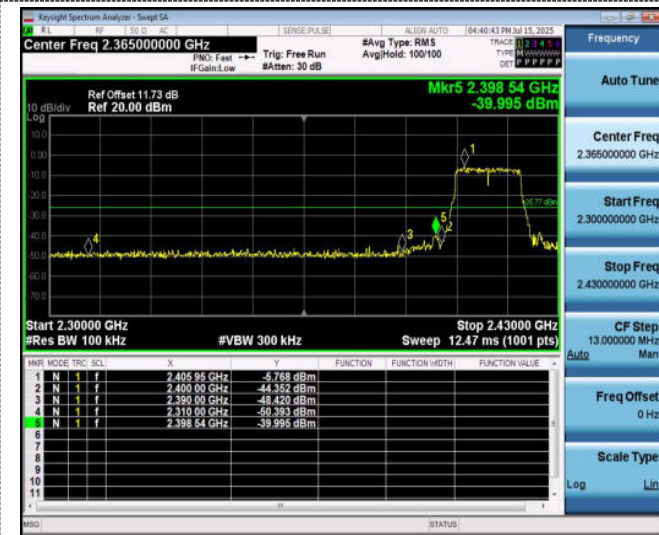 Keysight Spectrum Analyzer - Swept SA
RL RF 50 Ω AC SENSE:PULSE ALIGN AUTO 04:40:43 PM Jul 15, 2025
Center Freq 2.365000000 GHz
PNO: Fast
IFGain:Low
Trig: Free Run
#Atten: 30 dB
#Avg Type: RMS
Avg|Hold: 100/100
TRACE 1 2 3 4 5 6
TYPE M
DET P P P P P P
Frequency
Auto Tune
Center Freq
2.365000000 GHz
Start Freq
2.300000000 GHz
Stop Freq
2.430000000 GHz
CF Step
13.000000 MHz
Auto Man
Freq Offset
0 Hz
Scale Type
Log Lin
Mkr5 2.398 54 GHz
-39.995 dBm
Ref Offset 11.73 dB
10 dB/div Ref 20.00 dBm
Log
10.0
0.00
-10.0
-20.0
-30.0
-40.0
-50.0
-60.0
-70.0
1
-25.77 dBm
5
2
3
4
Start 2.30000 GHz Stop 2.43000 GHz
#Res BW 100 kHz #VBW 300 kHz Sweep 12.47 ms (1001 pts)
MKR MODE TRC SCL X Y FUNCTION FUNCTION WIDTH FUNCTION VALUE
1 N 1 f 2.405 95 GHz -5.768 dBm
2 N 1 f 2.400 00 GHz -44.352 dBm
3 N 1 f 2.390 00 GHz -48.420 dBm
4 N 1 f 2.310 00 GHz -50.393 dBm
5 N 1 f 2.398 54 GHz -39.995 dBm
6
7
8
9
10
11
MSG STATUS